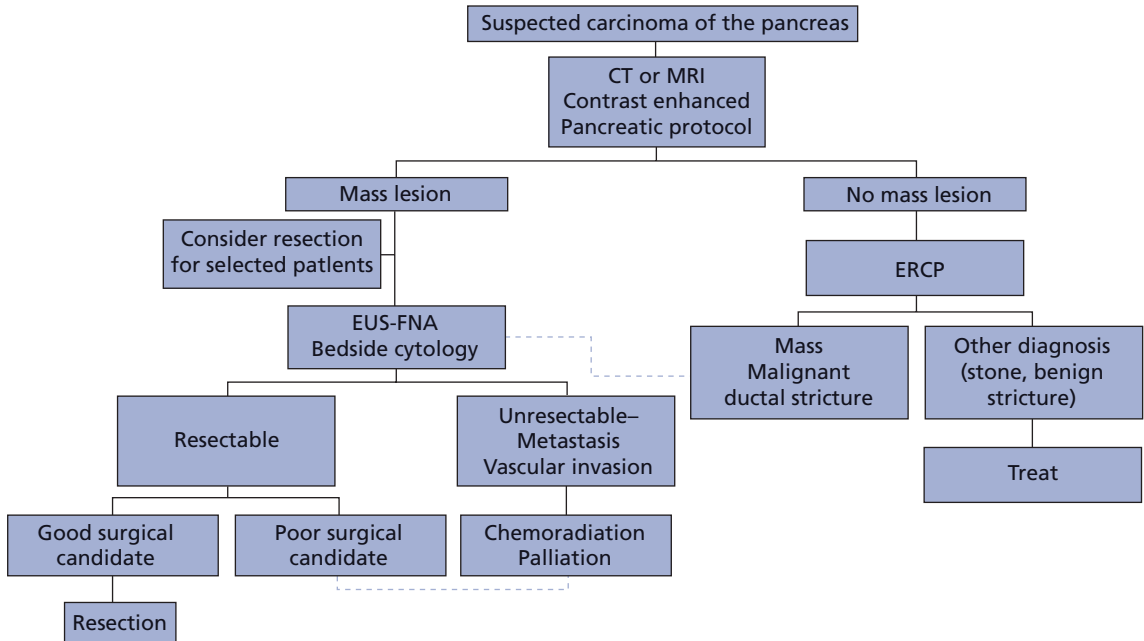 Suspected carcinoma of the pancreas
CT or MRI
Contrast enhanced
Pancreatic protocol
Mass lesion
No mass lesion
Consider resection
for selected patlents
ERCP
EUS-FNA
Bedside cytology
Mass
Malignant
ductal stricture
Other diagnosis
(stone, benign
stricture)
Resectable
Unresectable–
Metastasis
Vascular invasion
Treat
Good surgical
candidate
Poor surgical
candidate
Chemoradiation
Palliation
Resection